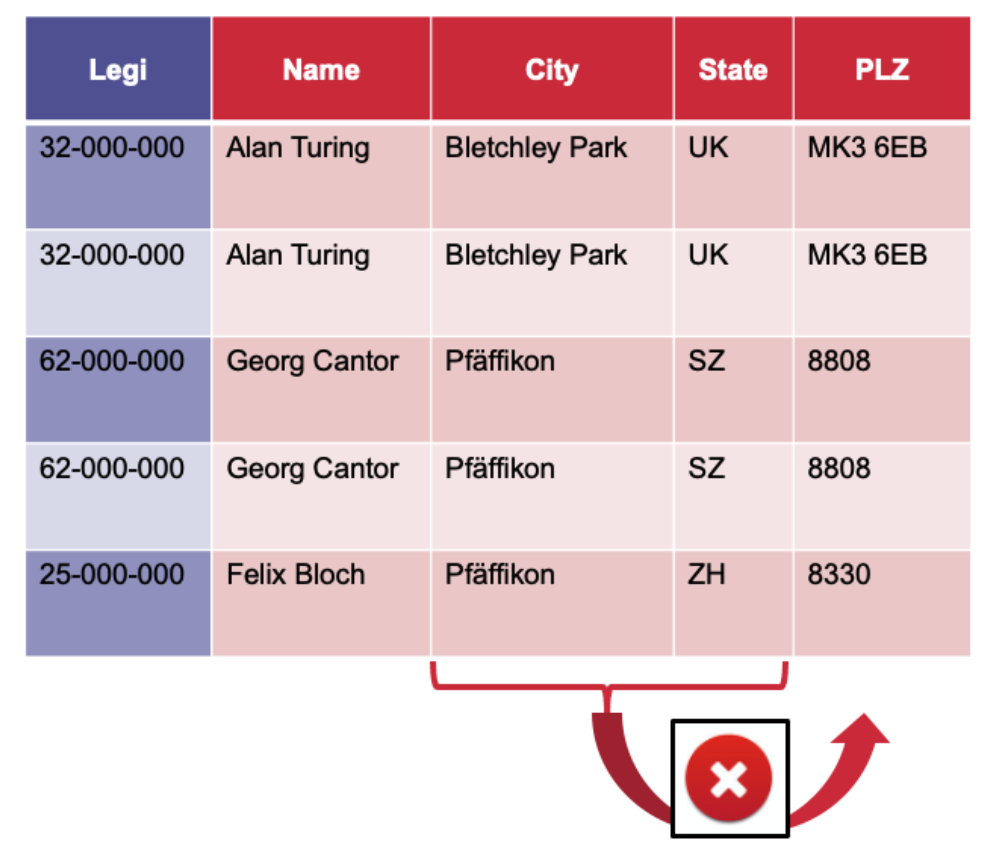 Legi Name City State PLZ
32-000-000 Alan Turing Bletchley Park UK MK3 6EB
32-000-000 Alan Turing Bletchley Park UK MK3 6EB
62-000-000 Georg Cantor Pfäffikon SZ 8808
62-000-000 Georg Cantor Pfäffikon SZ 8808
25-000-000 Felix Bloch Pfäffikon ZH 8330